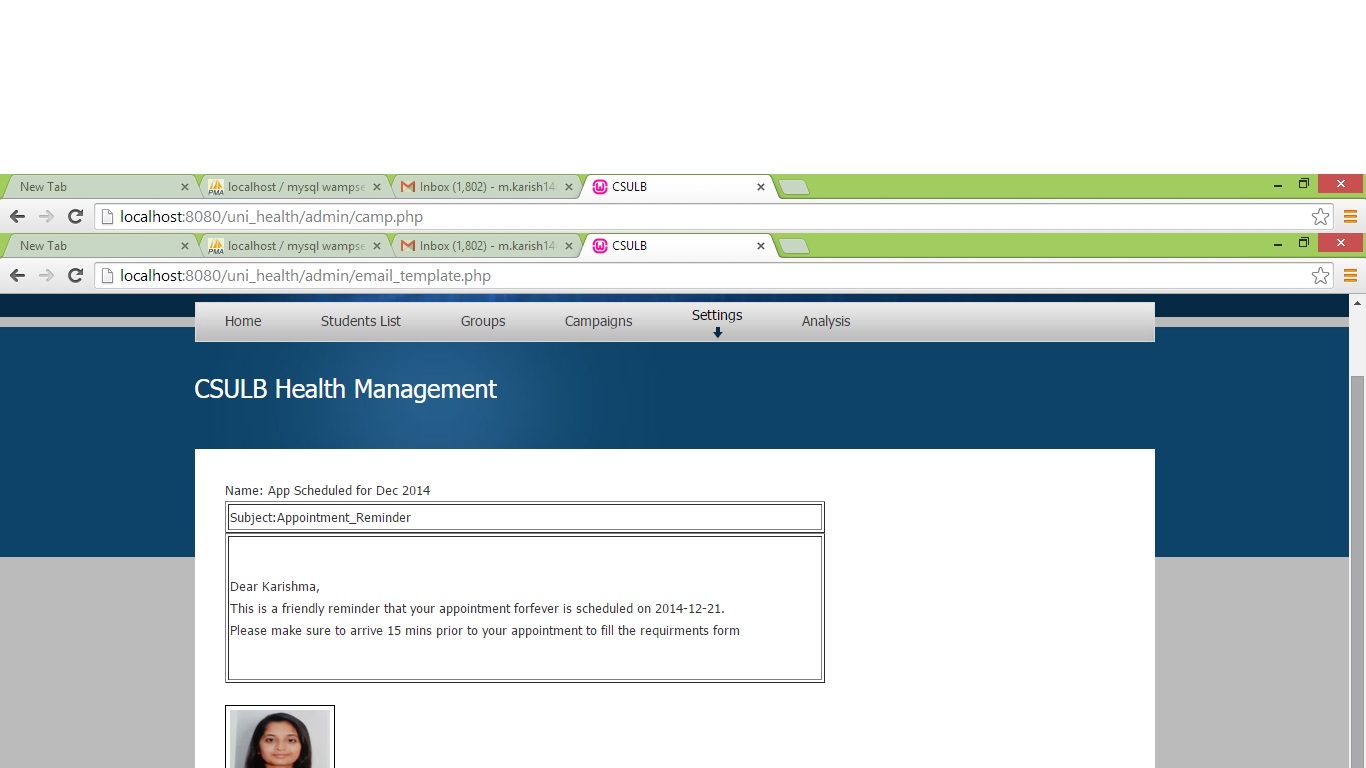 New Tab
localhost / mysql wampse
Inbox (1,802) - m.karish14
CSULB
localhost:8080/uni_health/admin/camp.php
New Tab
localhost / mysql wampse
Inbox (1,802) - m.karish14
CSULB
localhost:8080/uni_health/admin/email_template.php
Home
Students List
Groups
Campaigns
Settings
Analysis
CSULB Health Management
Name: App Scheduled for Dec 2014
Subject:Appointment_Reminder
Dear Karishma,
This is a friendly reminder that your appointment forfever is scheduled on 2014-12-21.
Please make sure to arrive 15 mins prior to your appointment to fill the requirments form